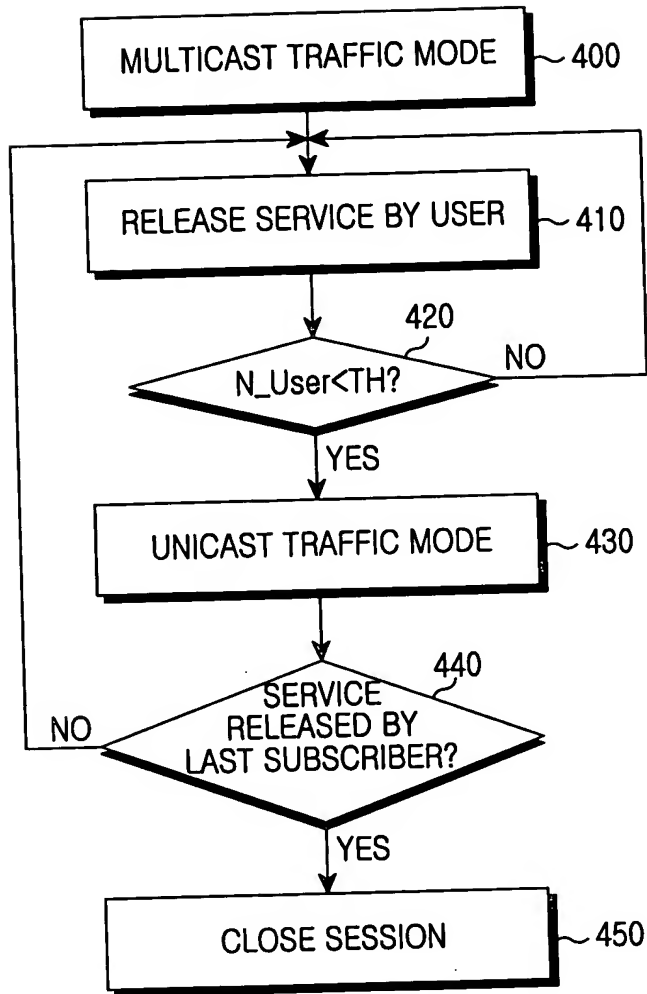 MULTICAST TRAFFIC MODE 400
RELEASE SERVICE BY USER 410
420
N_User<TH? NO
YES
UNICAST TRAFFIC MODE 430
440
SERVICE
RELEASED BY
LAST SUBSCRIBER?
NO
YES
CLOSE SESSION 450